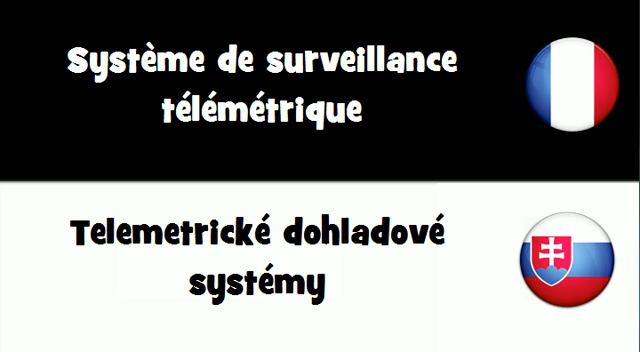 Système de surveillance
télémétrique
Telemetrické dohladové
systémy